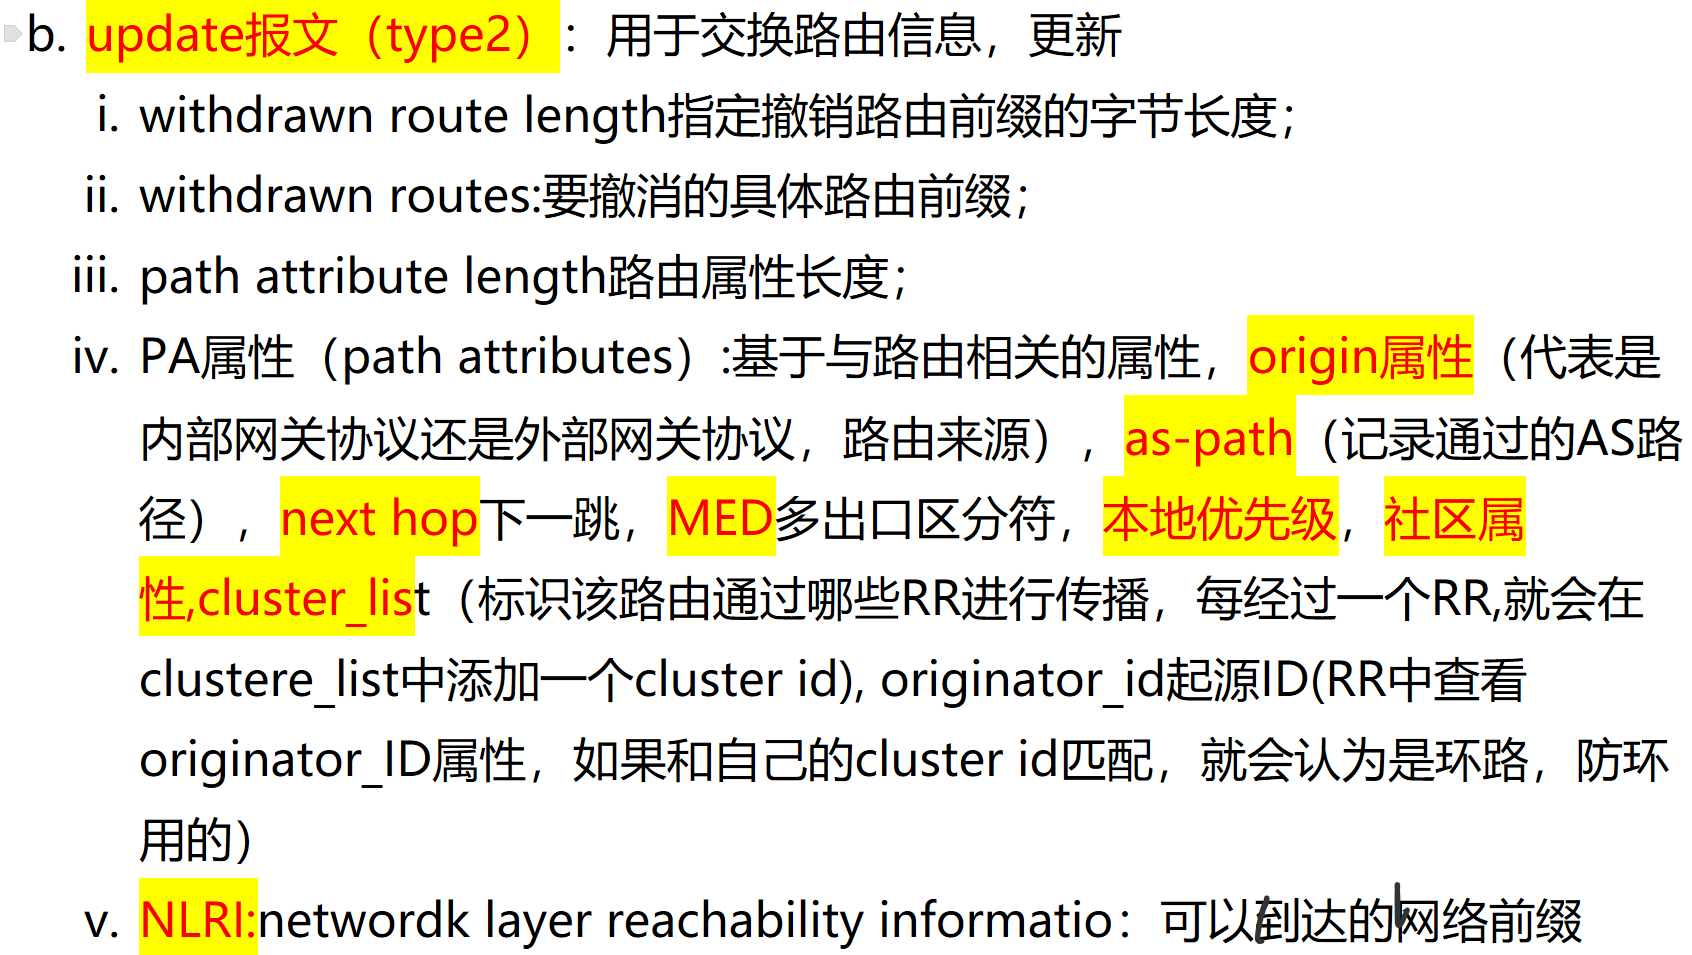 b. update报文（type2）：用于交换路由信息，更新
i. withdrawn route length指定撤销路由前缀的字节长度；
ii. withdrawn routes:要撤消的具体路由前缀；
iii. path attribute length路由属性长度；
iv. PA属性（path attributes）:基于与路由相关的属性，origin属性（代表是
内部网关协议还是外部网关协议，路由来源），as-path（记录通过的AS路
径），next hop下一跳，MED多出口区分符，本地优先级，社区属
性,cluster_list（标识该路由通过哪些RR进行传播，每经过一个RR,就会在
clustere_list中添加一个cluster id), originator_id起源ID(RR中查看
originator_ID属性，如果和自己的cluster id匹配，就会认为是环路，防环
用的）
v. NLRI:networdk layer reachability informatio：可以到达的网络前缀